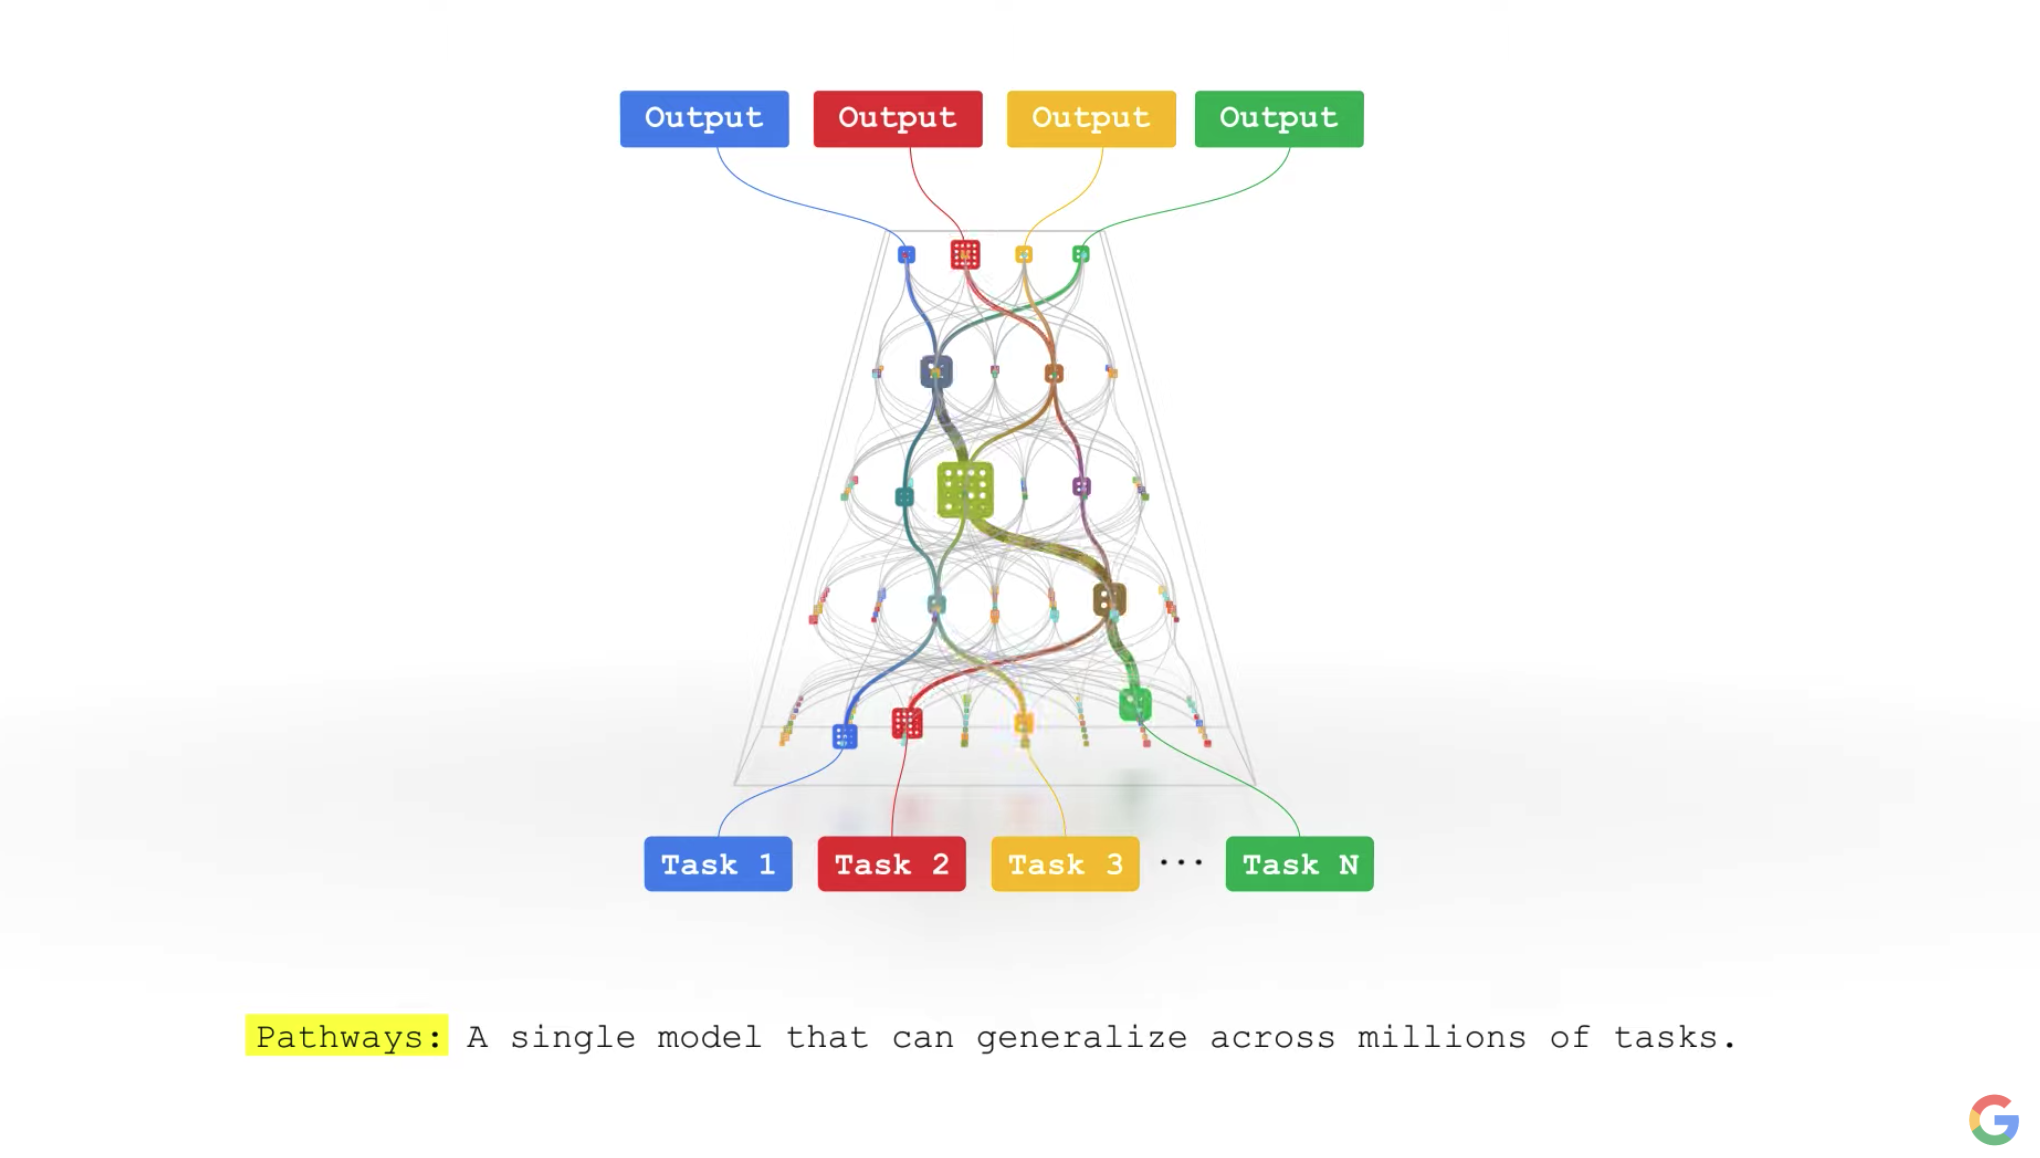 Output Output Output Output
Task 1 Task 2 Task 3 ... Task N
Pathways: A single model that can generalize across millions of tasks.